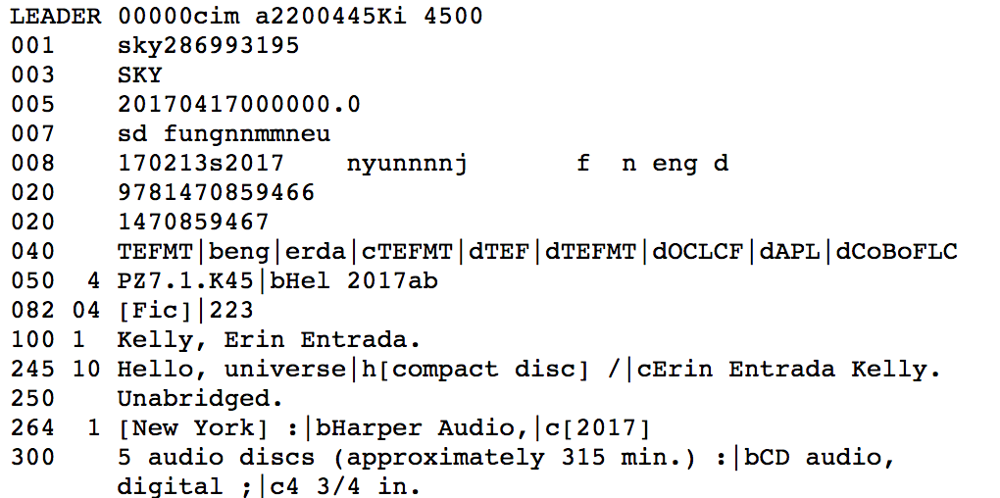 LEADER 00000cim a2200445Ki 4500
001    sky286993195
003    SKY
005    20170417000000.0
007    sd fungnnmmneu
008    170213s2017    nyunnnnj       f  n eng d
020    9781470859466
020    1470859467
040    TEFMT|beng|erda|cTEFMT|dTEF|dTEFMT|dOCLCF|dAPL|dCoBoFLC
050  4 PZ7.1.K45|bHel 2017ab
082 04 [Fic]|223
100 1  Kelly, Erin Entrada.
245 10 Hello, universe|h[compact disc] /|cErin Entrada Kelly.
250    Unabridged.
264  1 [New York] :|bHarper Audio,|c[2017]
300    5 audio discs (approximately 315 min.) :|bCD audio,
       digital ;|c4 3/4 in.